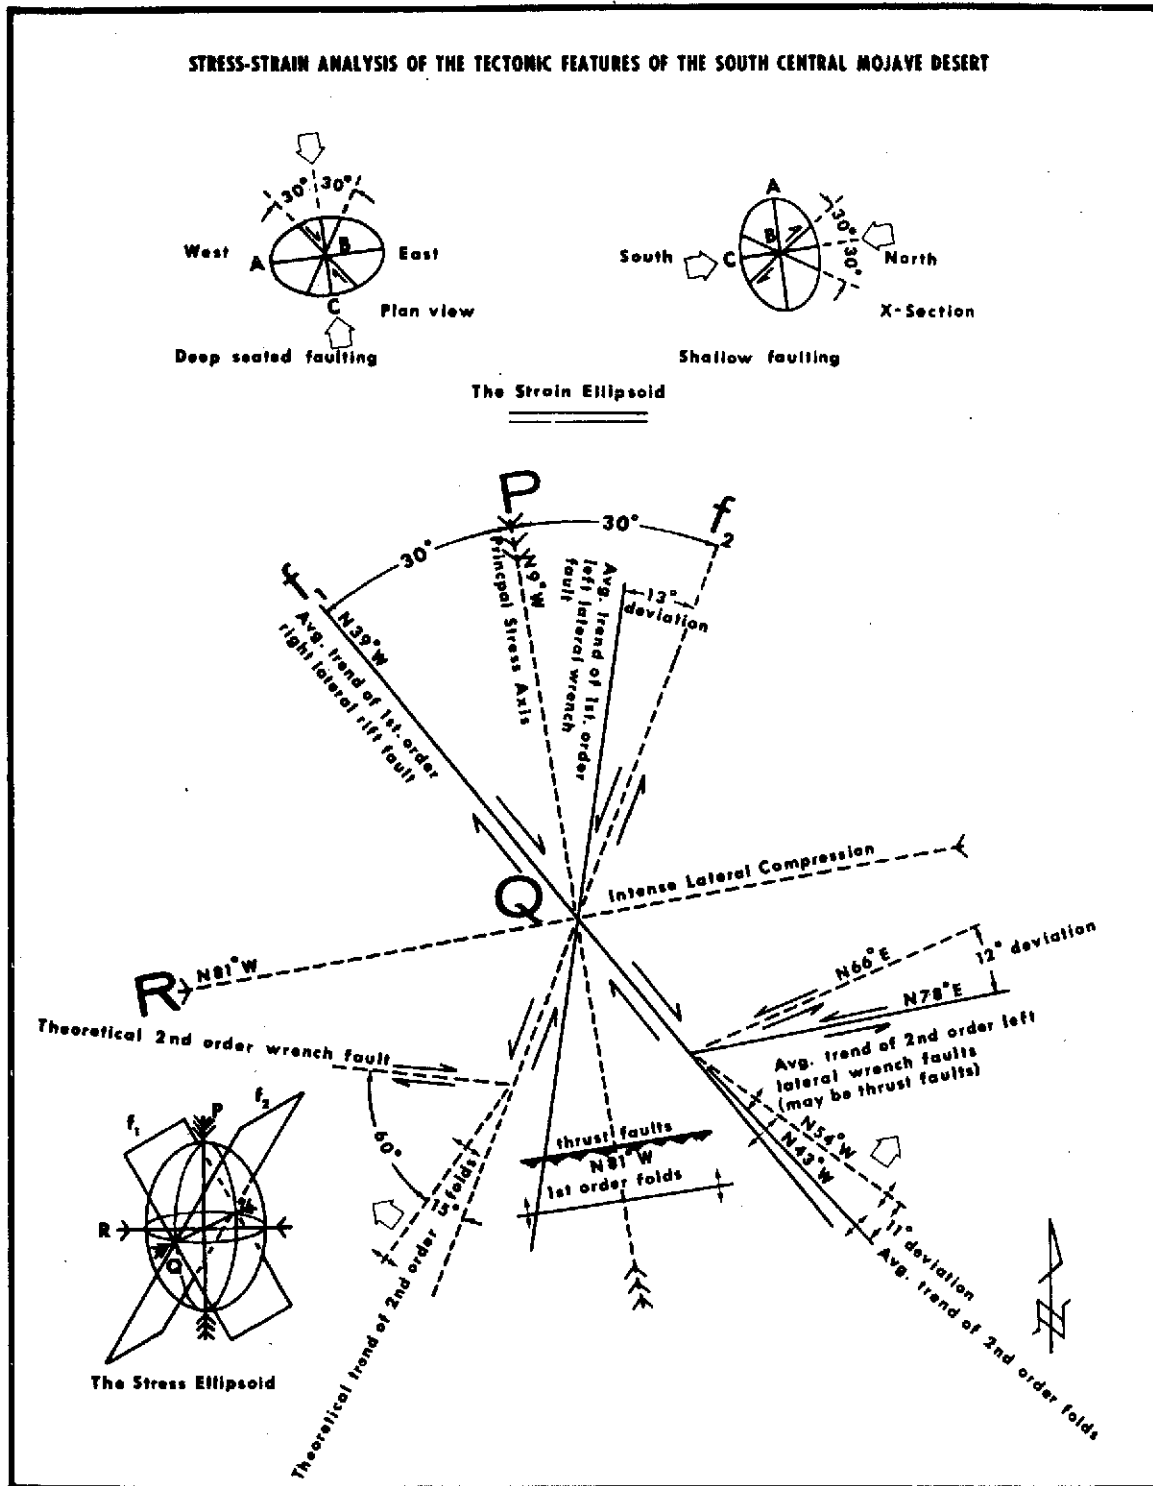 STRESS-STRAIN ANALYSIS OF THE TECTONIC FEATURES OF THE SOUTH CENTRAL MOJAVE DESERT
30° 30°
West
A
B
East
C
Plan view
Deep seated faulting
A
30°
B
30°
South
C
North
X-Section
Shallow faulting
The Strain Ellipsoid
P
30°
30°
f2
f
N39°W
Avg. trend of 1st. order
right lateral rift fault
N9°W
Princpal Stress Axis
Avg. trend of 1st. order
left lateral wrench
fault
13°
deviation
Q
Intense Lateral Compression
R
N81°W
N66°E
12° deviation
N78°E
Avg. trend of 2nd order left
lateral wrench faults
(may be thrust faults)
Theoretical 2nd order wrench fault
60°
15°
Theoretical trend of 2nd order folds
thrust faults
N81°W
1st order folds
N54°W
N43°W
11° deviation
Avg. trend of 2nd order folds
f1
P
f2
R
Q
The Stress Ellipsoid
N